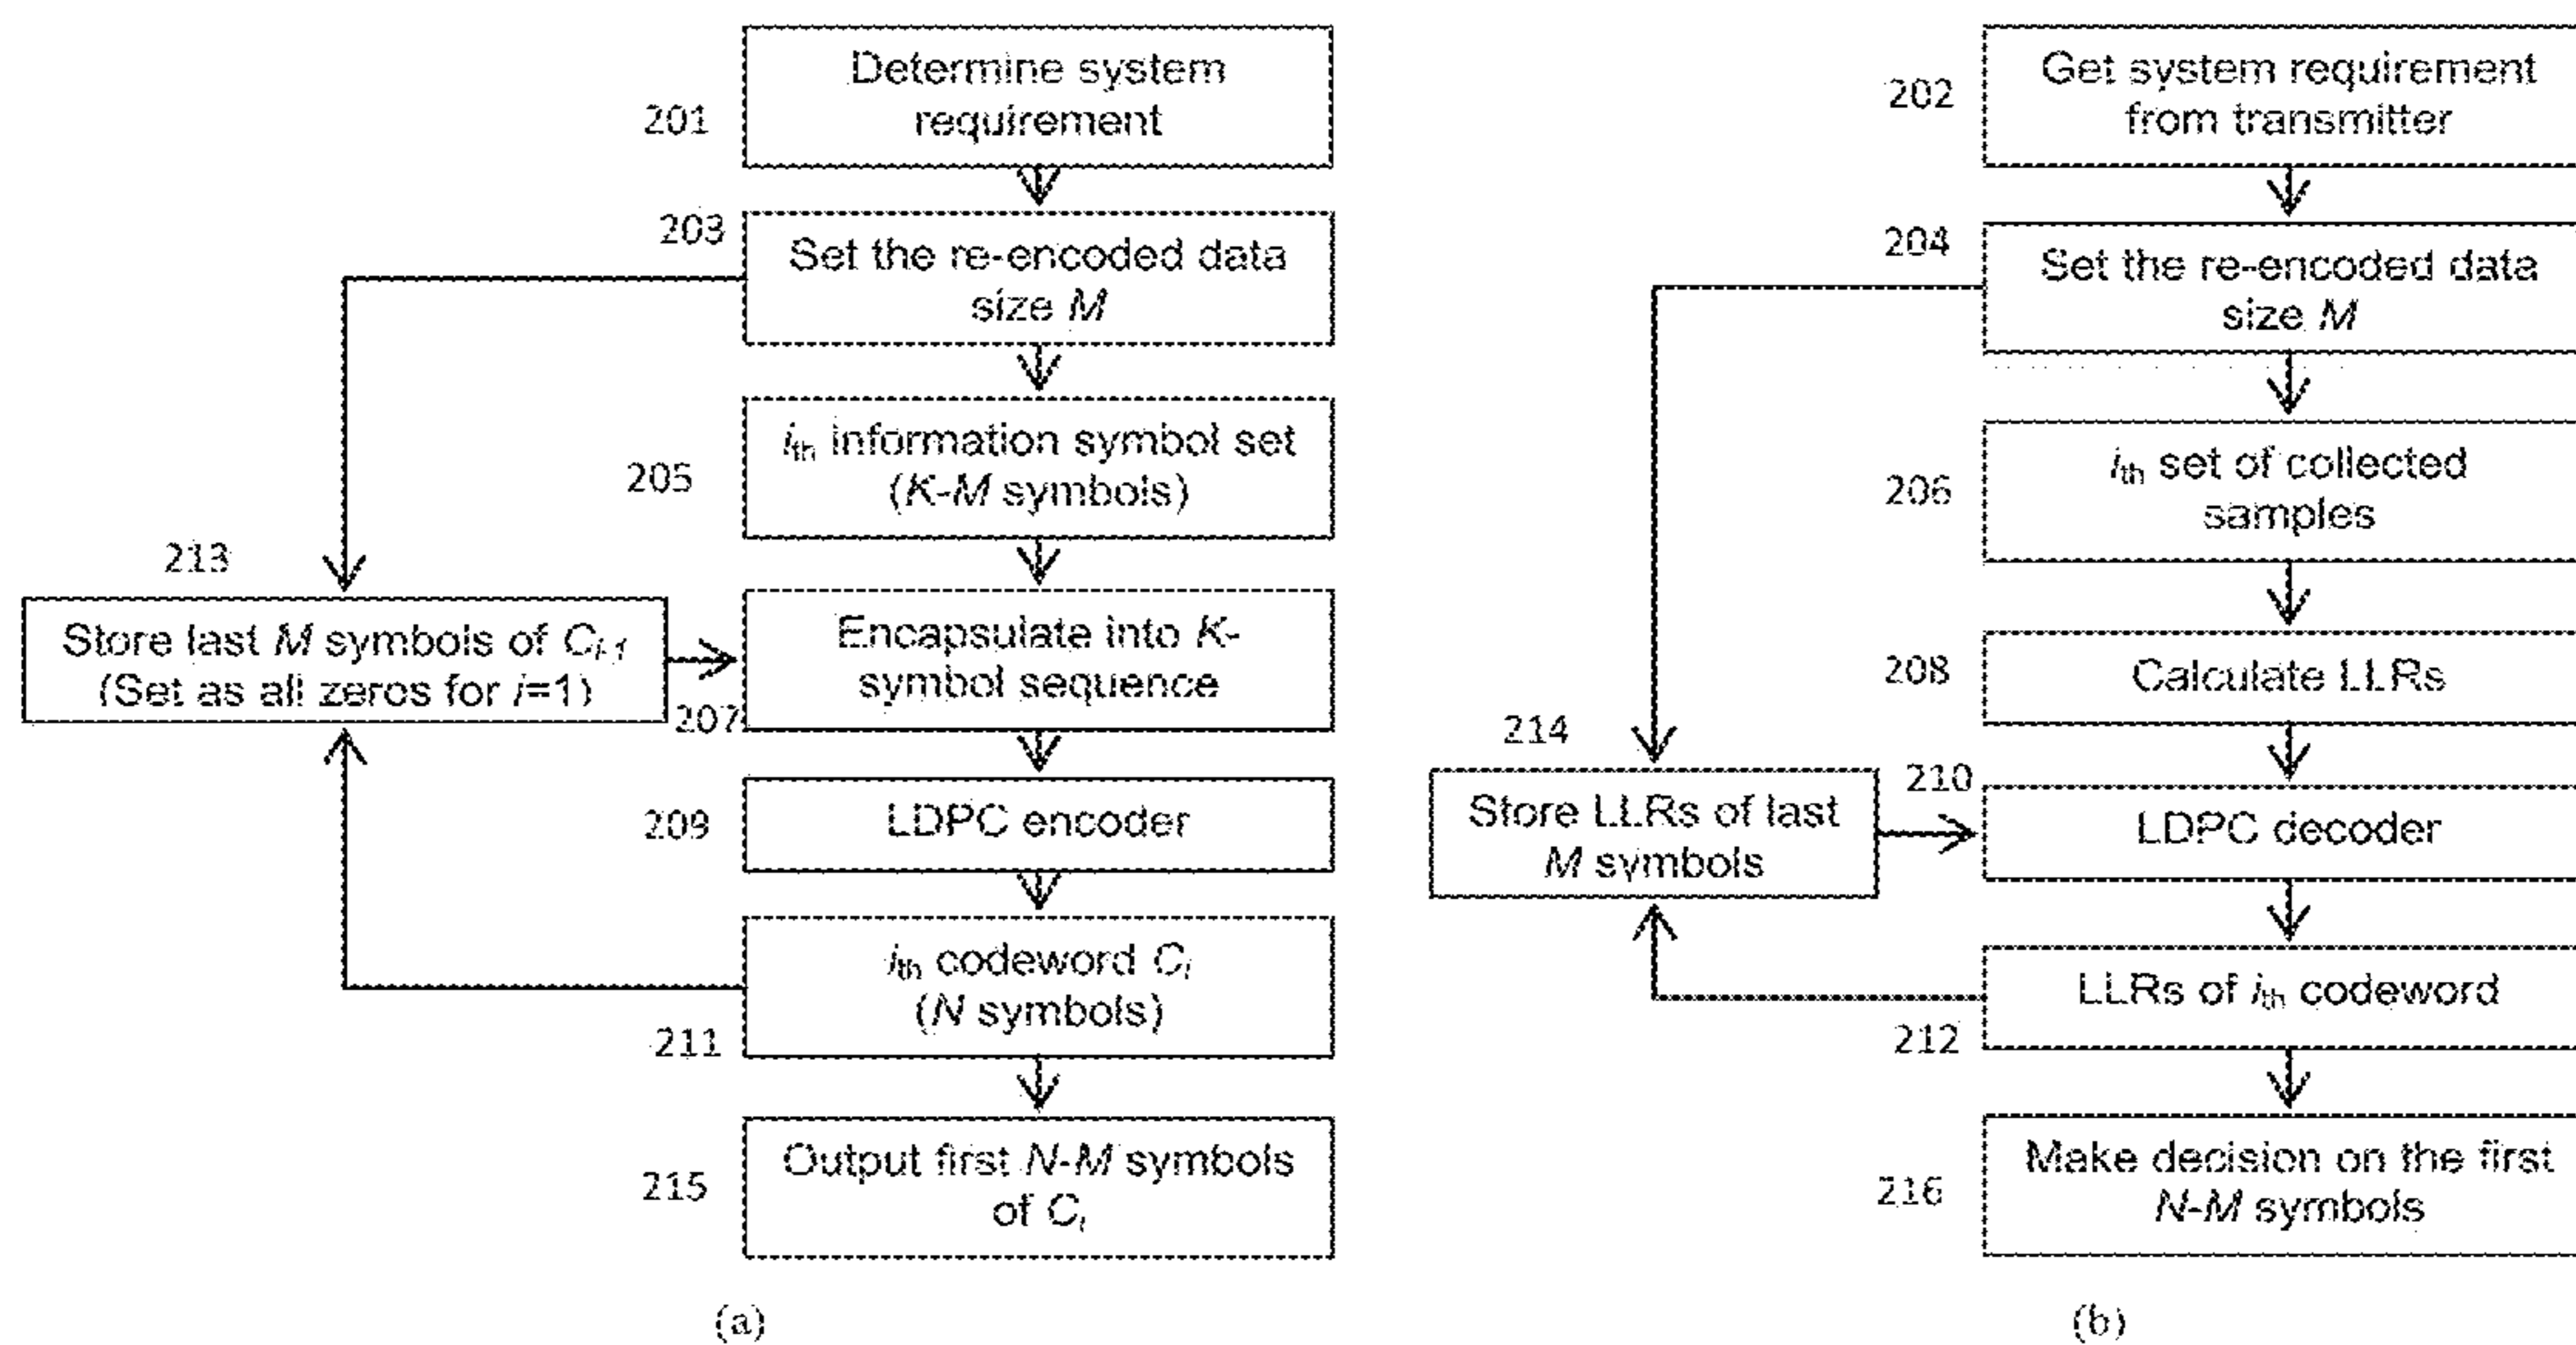 201
Determine system
requirement
203
Set the re-encoded data
size M
205
ith information symbol set
(K-M symbols)
213
Store last M symbols of Ci-1
(Set as all zeros for i=1)
207
Encapsulate into K-
symbol sequence
209
LDPC encoder
211
ith codeword Ci
(N symbols)
215
Output first N-M symbols
of Ci
(a)
202
Get system requirement
from transmitter
204
Set the re-encoded data
size M
206
ith set of collected
samples
208
Calculate LLRs
214
Store LLRs of last
M symbols
210
LDPC decoder
212
LLRs of ith codeword
216
Make decision on the first
N-M symbols
(b)